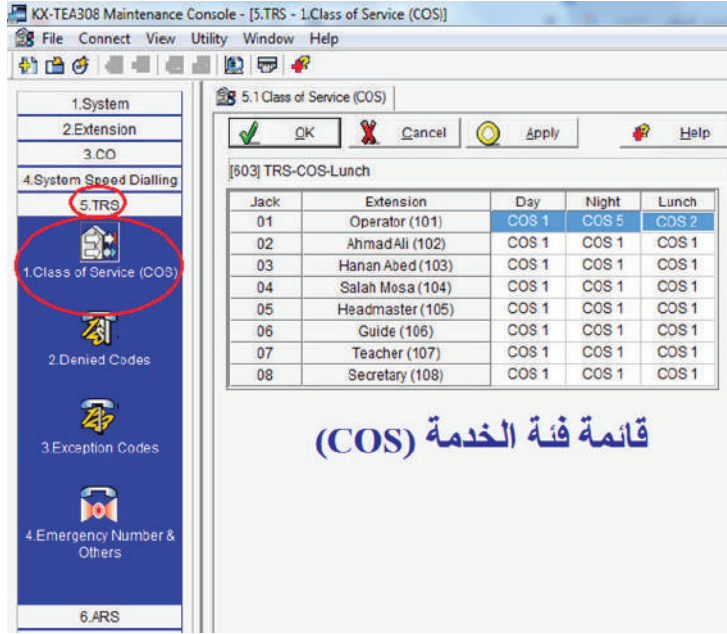 KX-TEA308 Maintenance Console - [5.TRS - 1.Class of Service (COS)]
File Connect View Utility Window Help
1.System
2.Extension
3.CO
4.System Speed Dialling
5.TRS
1.Class of Service (COS)
2.Denied Codes
3.Exception Codes
4.Emergency Number &
Others
6.ARS
5.1 Class of Service (COS)
OK Cancel Apply Help
[603] TRS-COS-Lunch
Jack Extension Day Night Lunch
01 Operator (101) COS 1 COS 5 COS 2
02 Ahmad Ali (102) COS 1 COS 1 COS 1
03 Hanan Abed (103) COS 1 COS 1 COS 1
04 Salah Mosa (104) COS 1 COS 1 COS 1
05 Headmaster (105) COS 1 COS 1 COS 1
06 Guide (106) COS 1 COS 1 COS 1
07 Teacher (107) COS 1 COS 1 COS 1
08 Secretary (108) COS 1 COS 1 COS 1
قائمة فئة الخدمة (COS)